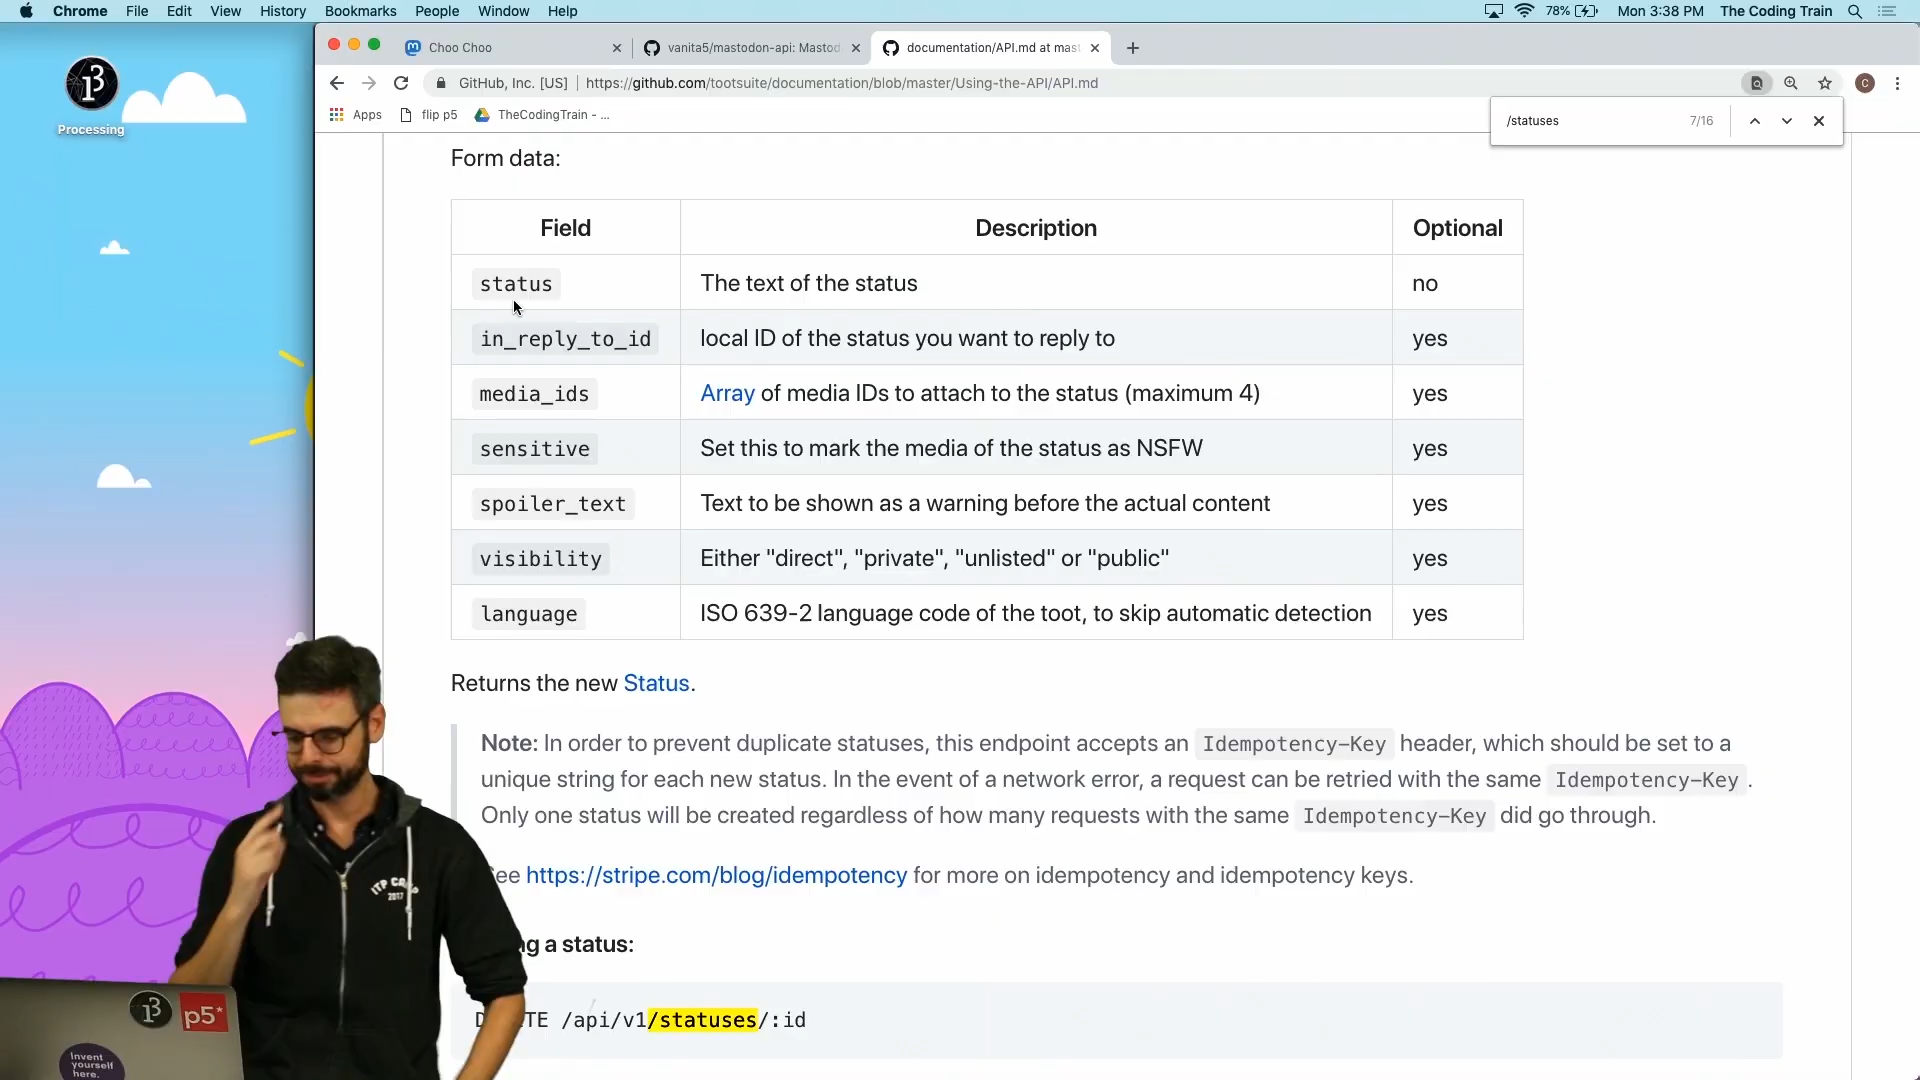 Chrome File Edit View History Bookmarks People Window Help 78% Mon 3:38 PM The Coding Train
Choo Choo vanita5/mastodon-api: Mastod documentation/API.md at mast
GitHub, Inc. [US] https://github.com/tootsuite/documentation/blob/master/Using-the-API/API.md C
Apps flip p5 TheCodingTrain - ...
/statuses 7/16
Processing
Form data:
Field Description Optional
status The text of the status no
in_reply_to_id local ID of the status you want to reply to yes
media_ids Array of media IDs to attach to the status (maximum 4) yes
sensitive Set this to mark the media of the status as NSFW yes
spoiler_text Text to be shown as a warning before the actual content yes
visibility Either "direct", "private", "unlisted" or "public" yes
language ISO 639-2 language code of the toot, to skip automatic detection yes
Returns the new Status.
Note: In order to prevent duplicate statuses, this endpoint accepts an Idempotency-Key header, which should be set to a
unique string for each new status. In the event of a network error, a request can be retried with the same Idempotency-Key.
Only one status will be created regardless of how many requests with the same Idempotency-Key did go through.
https://stripe.com/blog/idempotency for more on idempotency and idempotency keys.
a status:
/api/v1/statuses/:id
ITP CAMP
2017
p5*
Invent
yourself
here.